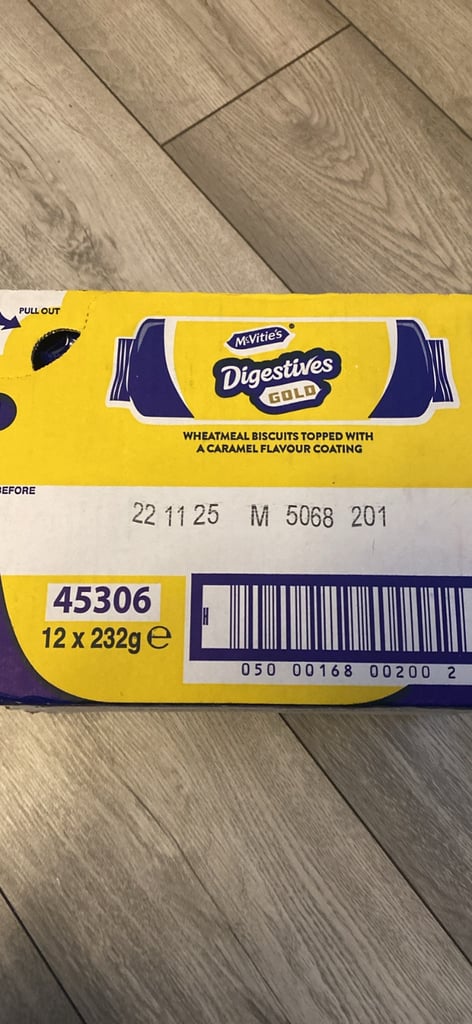 PULL OUT
McVitie's
Digestives
GOLD
WHEATMEAL BISCUITS TOPPED WITH
A CARAMEL FLAVOUR COATING
BEFORE
22 11 25 M 5068 201
45306
12 x 232g e
H
050 00168 00200 2